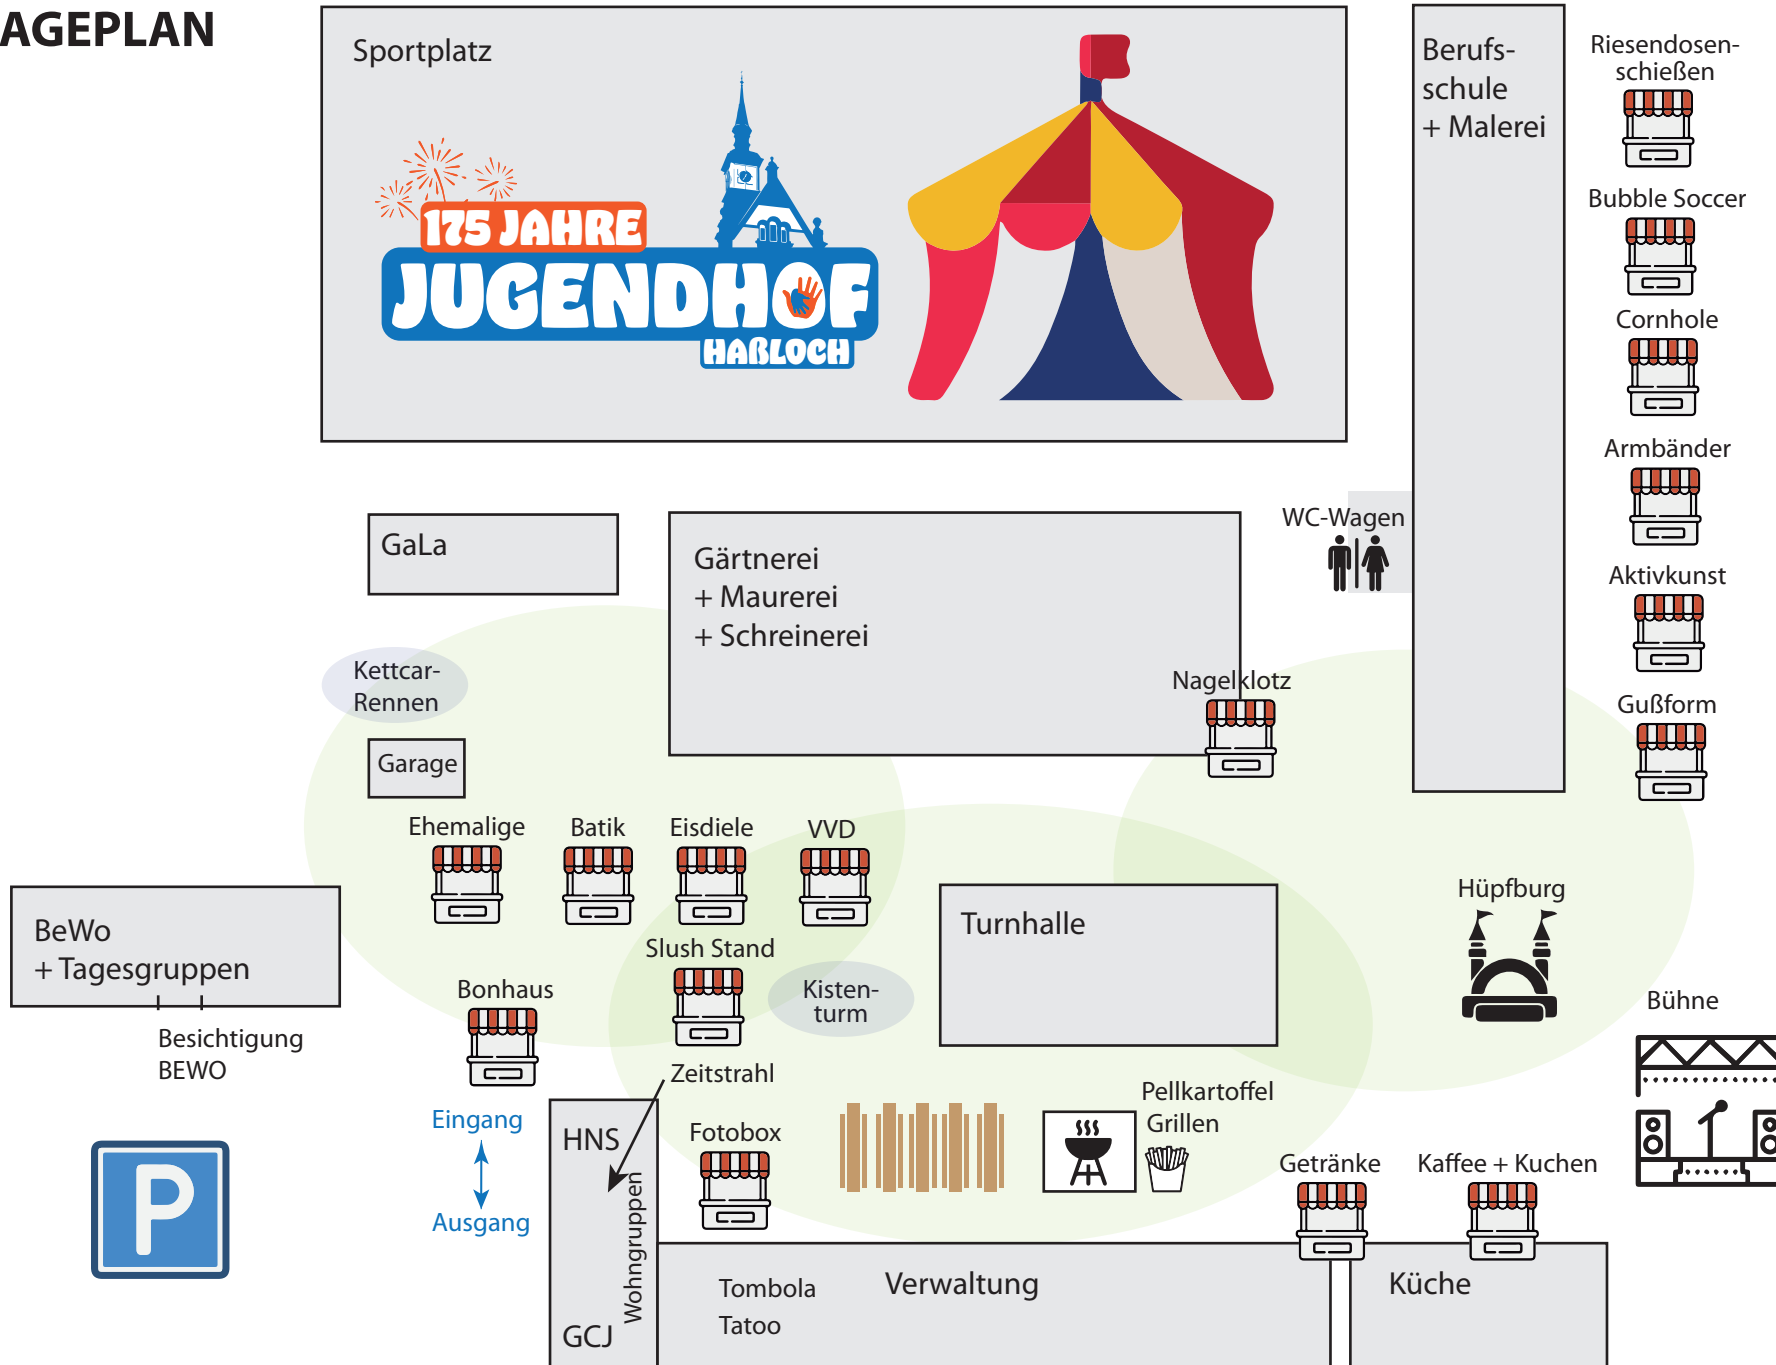 AGEPLAN
Sportplatz
175 JAHRE
JUGENDHOF
HAßLOCH
Berufs-
schule
+ Malerei
Riesendosen-
schießen
Bubble Soccer
Cornhole
Armbänder
Aktivkunst
Gußform
WC-Wagen
GaLa
Gärtnerei
+ Maurerei
+ Schreinerei
Kettcar-
Rennen
Nagelklotz
Garage
Ehemalige
Batik
Eisdiele
VVD
BeWo
+ Tagesgruppen
Besichtigung
BEWO
Slush Stand
Kisten-
turm
Turnhalle
Hüpfburg
Bonhaus
Bühne
Zeitstrahl
Eingang
Ausgang
P
HNS
Wohngruppen
GCJ
Fotobox
Pellkartoffel
Grillen
Getränke
Kaffee + Kuchen
Tombola
Tatoo
Verwaltung
Küche